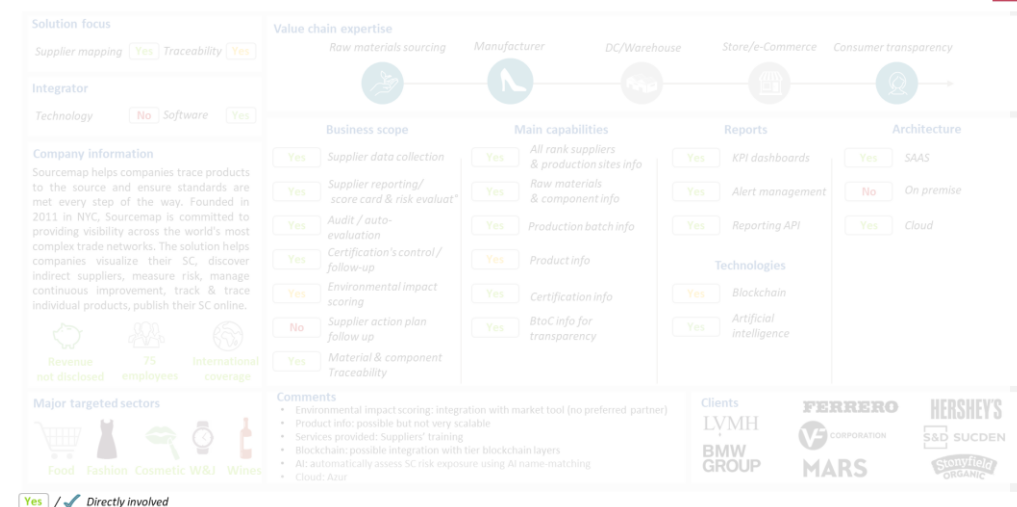 Solution focus
Supplier mapping Yes Traceability Yes
Integrator
Technology No Software Yes
Company information
Sourcemap helps companies trace products
to the source and ensure standards are
met every step of the way. Founded in
2011 in NYC, Sourcemap is committed to
providing visibility across the world's most
complex trade networks. The solution helps
companies visualize their SC, discover
indirect suppliers, measure risk, manage
continuous improvement, track & trace
individual products, publish their SC online.
Revenue
not disclosed
75
employees
International
coverage
Major targeted sectors
Food Fashion Cosmetic W&J Wines
Value chain expertise
Raw materials sourcing Manufacturer DC/Warehouse Store/e-Commerce Consumer transparency
Business scope
Yes Supplier data collection
Yes Supplier reporting/
score card & risk evaluat°
Yes Audit / auto-
evaluation
Yes Certification's control /
follow-up
Yes Environmental impact
scoring
No Supplier action plan
follow up
Yes Material & component
Traceability
Main capabilities
Yes All rank suppliers
& production sites info
Yes Raw materials
& component info
Yes Production batch info
Yes Product info
Yes Certification info
Yes BtoC info for
transparency
Reports
Yes KPI dashboards
Yes Alert management
Yes Reporting API
Technologies
Yes Blockchain
Yes Artificial
intelligence
Architecture
Yes SAAS
No On premise
Yes Cloud
Comments
• Environmental impact scoring: integration with market tool (no preferred partner)
• Product info: possible but not very scalable
• Services provided: Suppliers' training
• Blockchain: possible integration with tier blockchain layers
• AI: automatically assess SC risk exposure using AI name-matching
• Cloud: Azur
Clients
LVMH
FERRERO
HERSHEY'S
VF CORPORATION
S&D SUCDEN
BMW
GROUP
MARS
Stonyfield
ORGANIC
Yes / ✓ Directly involved